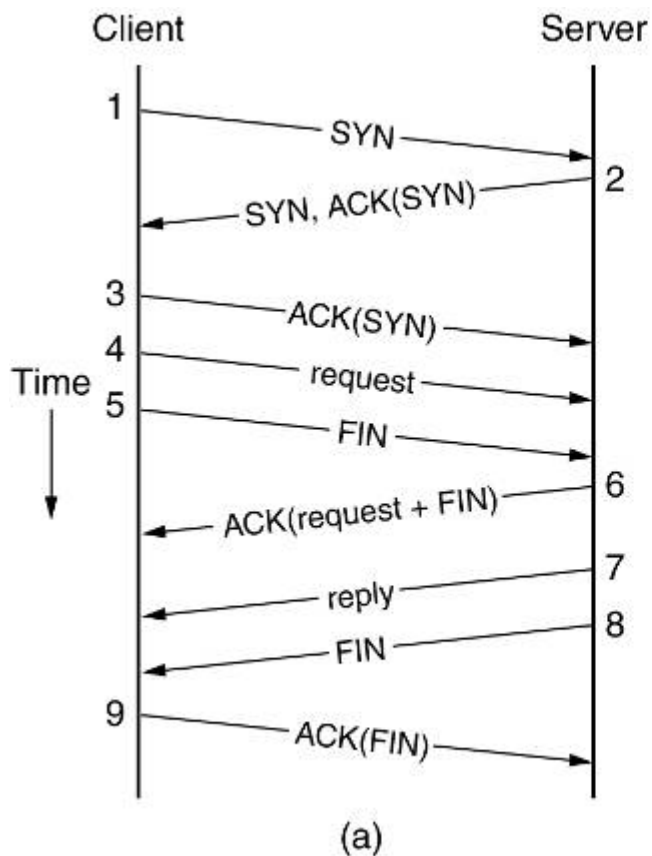 Client
Server
1
SYN
2
SYN, ACK(SYN)
3
ACK(SYN)
4
request
Time
5
FIN
6
ACK(request + FIN)
7
reply
8
FIN
9
ACK(FIN)
(a)